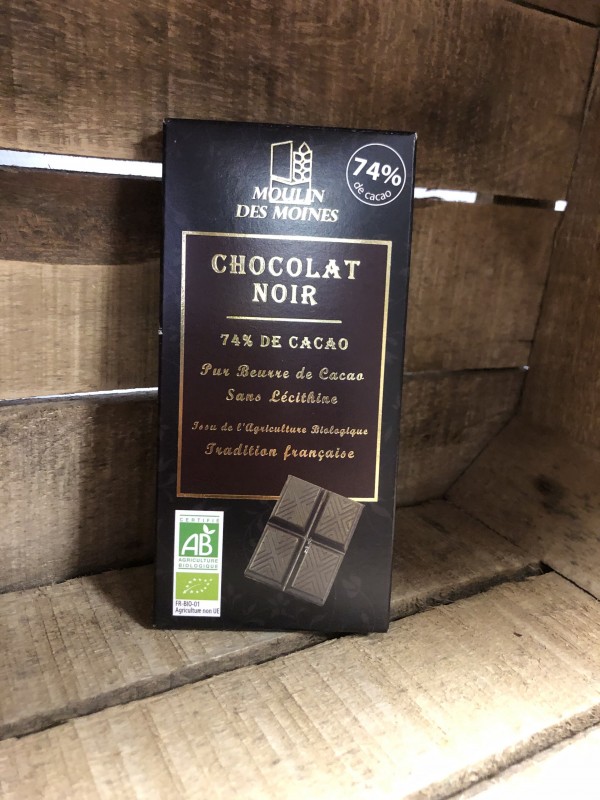 MOULIN
DES MOINES
74%
de cacao
CHOCOLAT
NOIR
74% DE CACAO
Pur Beurre de Cacao
Sans Lécithine
Issu de l'Agriculture Biologique
Tradition française
CERTIFIÉ
AB
AGRICULTURE
BIOLOGIQUE
FR-BIO-01
Agriculture non UE